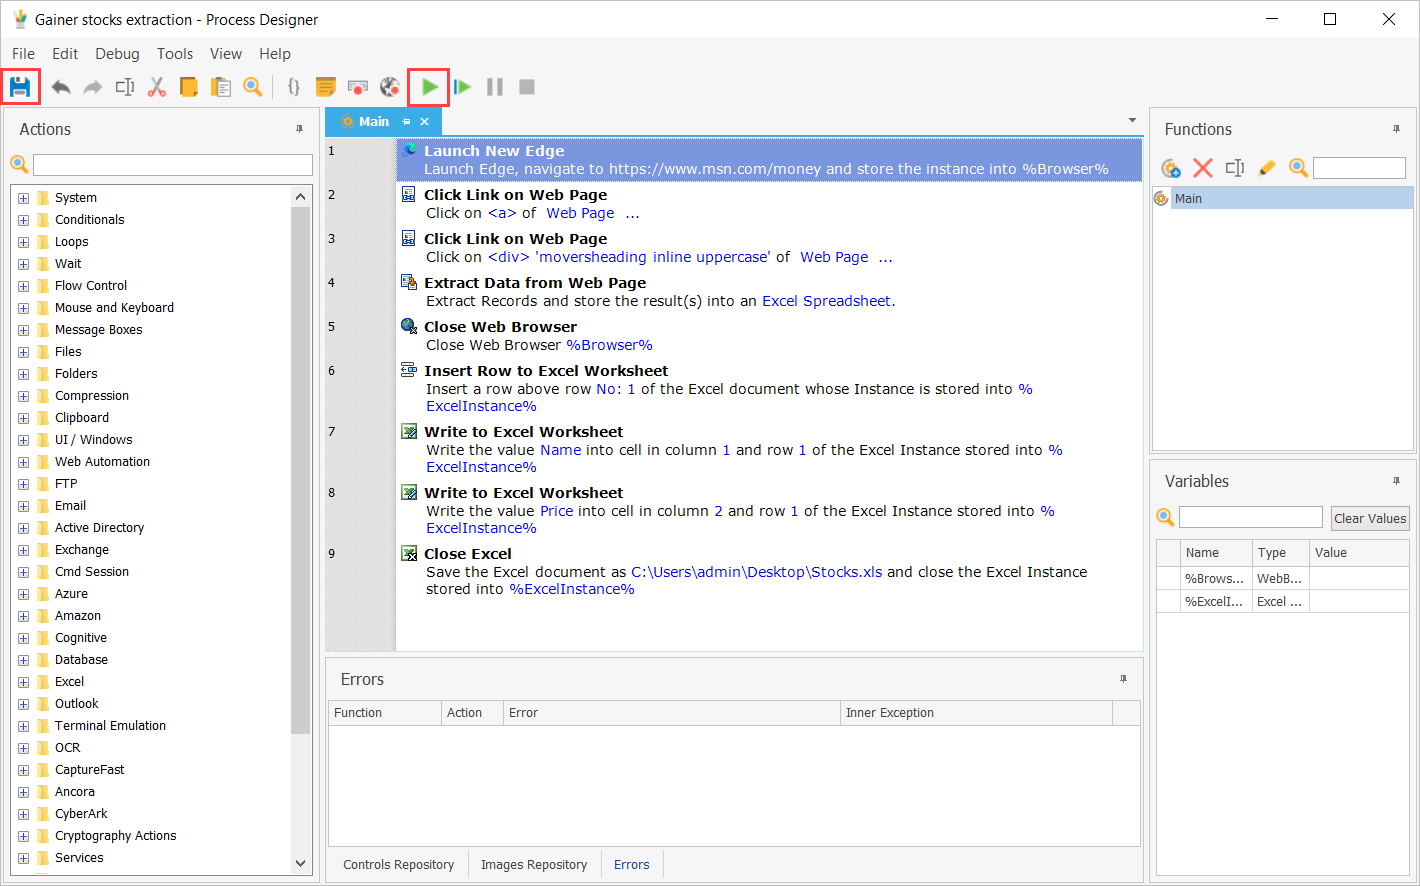 Gainer stocks extraction - Process Designer
File Edit Debug Tools View Help
Actions
System
Conditionals
Loops
Wait
Flow Control
Mouse and Keyboard
Message Boxes
Files
Folders
Compression
Clipboard
UI / Windows
Web Automation
FTP
Email
Active Directory
Exchange
Cmd Session
Azure
Amazon
Cognitive
Database
Excel
Outlook
Terminal Emulation
OCR
CaptureFast
Ancora
CyberArk
Cryptography Actions
Services
Main
1 Launch New Edge
Launch Edge, navigate to https://www.msn.com/money and store the instance into %Browser%
2 Click Link on Web Page
Click on <a> of Web Page ...
3 Click Link on Web Page
Click on <div> 'moversheading inline uppercase' of Web Page ...
4 Extract Data from Web Page
Extract Records and store the result(s) into an Excel Spreadsheet.
5 Close Web Browser
Close Web Browser %Browser%
6 Insert Row to Excel Worksheet
Insert a row above row No: 1 of the Excel document whose Instance is stored into %
ExcelInstance%
7 Write to Excel Worksheet
Write the value Name into cell in column 1 and row 1 of the Excel Instance stored into %
ExcelInstance%
8 Write to Excel Worksheet
Write the value Price into cell in column 2 and row 1 of the Excel Instance stored into %
ExcelInstance%
9 Close Excel
Save the Excel document as C:\Users\admin\Desktop\Stocks.xls and close the Excel Instance
stored into %ExcelInstance%
Errors
Function Action Error Inner Exception
Controls Repository Images Repository Errors
Functions
Main
Variables
Clear Values
Name Type Value
%Brows... WebB...
%ExcelI... Excel ...